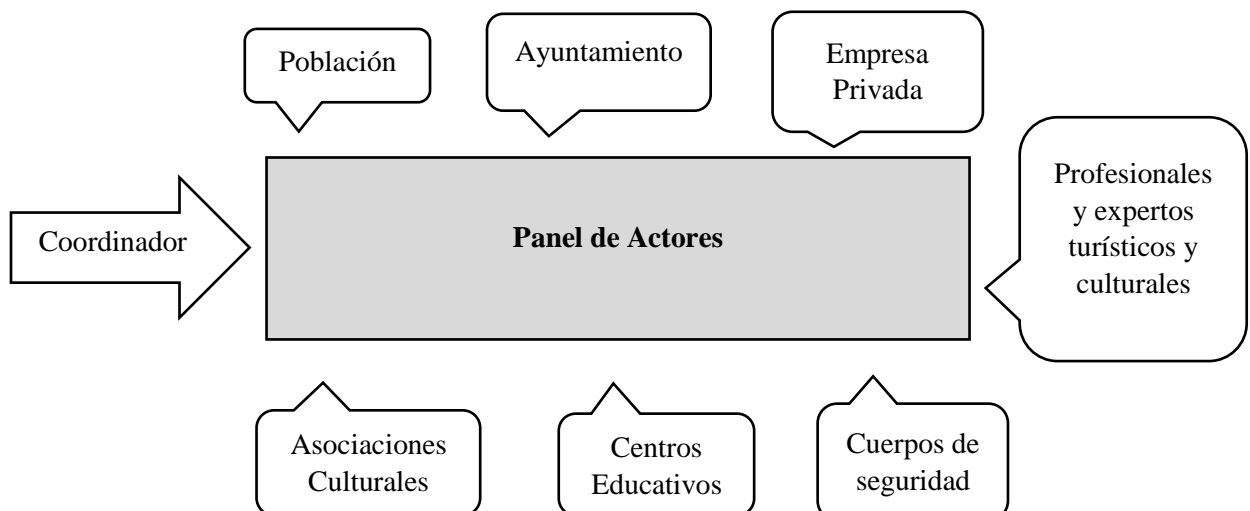 Población
Ayuntamiento
Empresa
Privada
Profesionales
y expertos
turísticos y
culturales
Coordinador
Panel de Actores
Asociaciones
Culturales
Centros
Educativos
Cuerpos de
seguridad